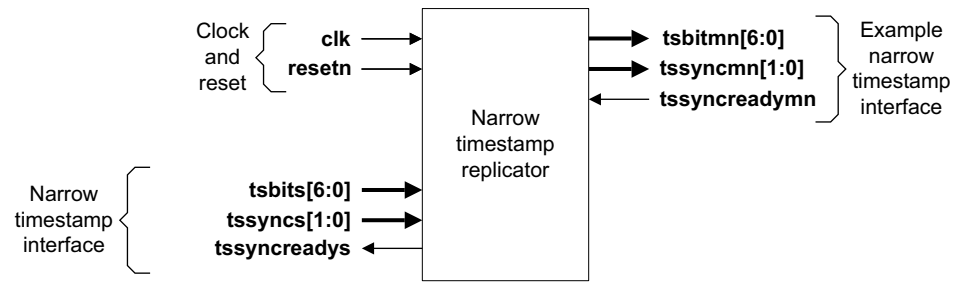 Clock
and
reset
clk
resetn
Narrow
timestamp
interface
tsbits[6:0]
tssyncs[1:0]
tssyncreadys
Narrow
timestamp
replicator
tsbitmn[6:0]
tssyncmn[1:0]
tssyncreadymn
Example
narrow
timestamp
interface